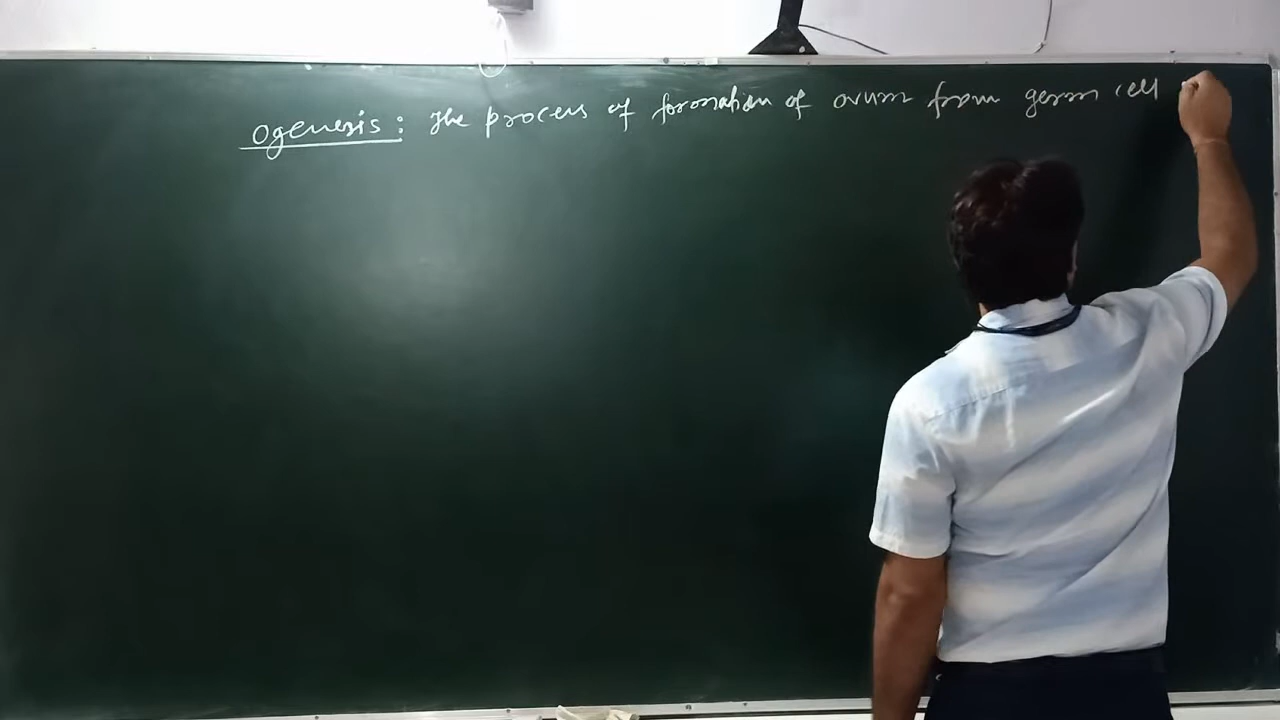 Ogenesis: The process of formation of ovum from germ cell